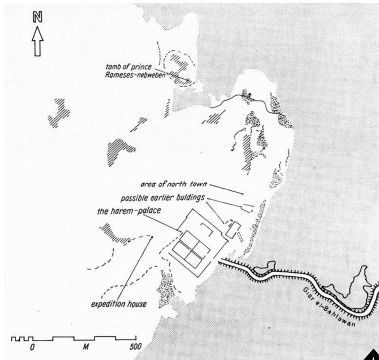 N
tomb of prince
Rameses-nebweben
area of north town
possible earlier buildings
the harem-palace
expedition house
Gisr el-Bahlawan
0 M 500